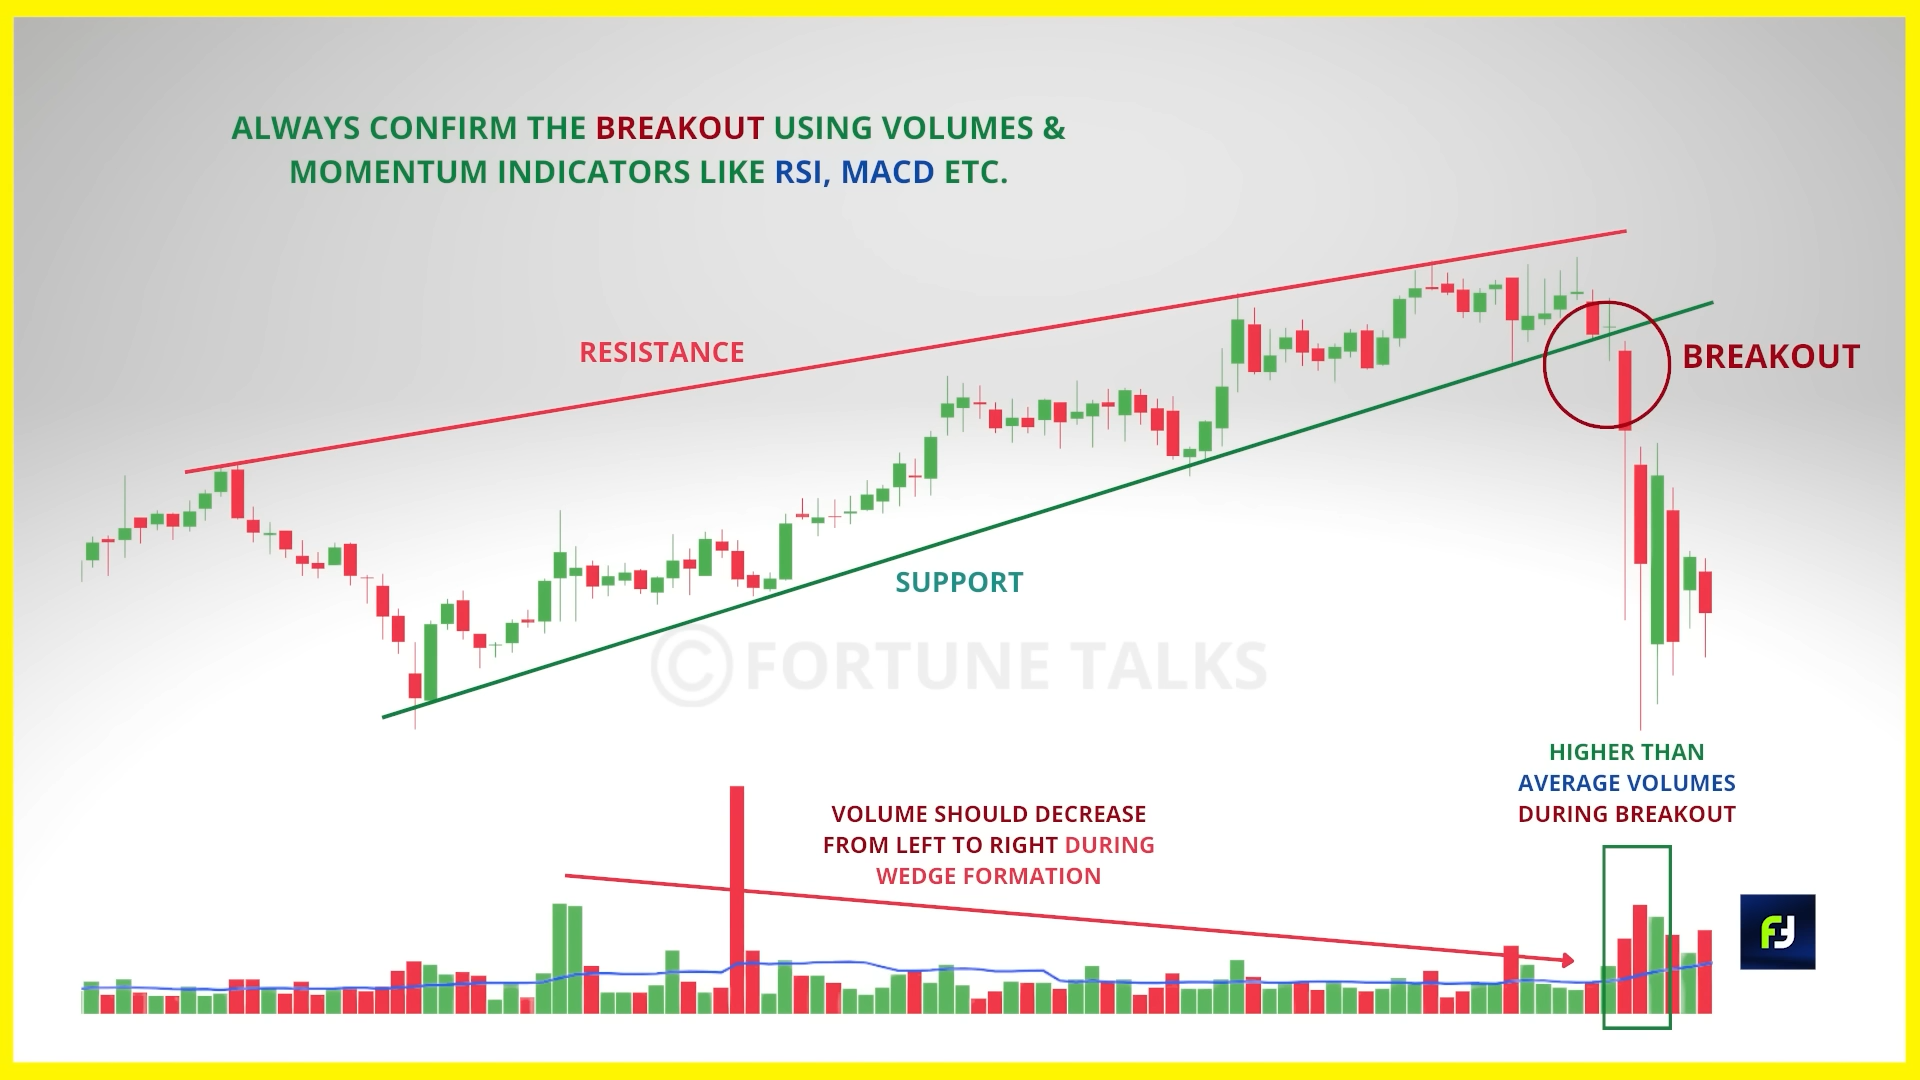 ALWAYS CONFIRM THE BREAKOUT USING VOLUMES &
MOMENTUM INDICATORS LIKE RSI, MACD ETC.
RESISTANCE
BREAKOUT
SUPPORT
© FORTUNE TALKS
HIGHER THAN
AVERAGE VOLUMES
DURING BREAKOUT
VOLUME SHOULD DECREASE
FROM LEFT TO RIGHT DURING
WEDGE FORMATION